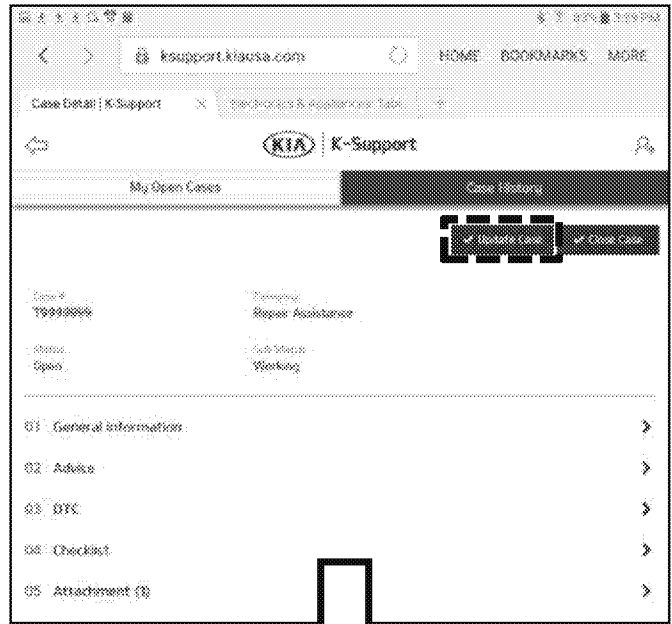 ksupport.kiausa.com HOME BOOKMARKS MORE
Case Detail | K-Support
KIA | K-Support
My Open Cases Case History
✓ Update Case ✓ Close Case
Case # Category
Repair Assistance
Status Sub Status
Open Working
01 General Information
02 Advice
03 DTC
04 Checklist
05 Attachment (1)